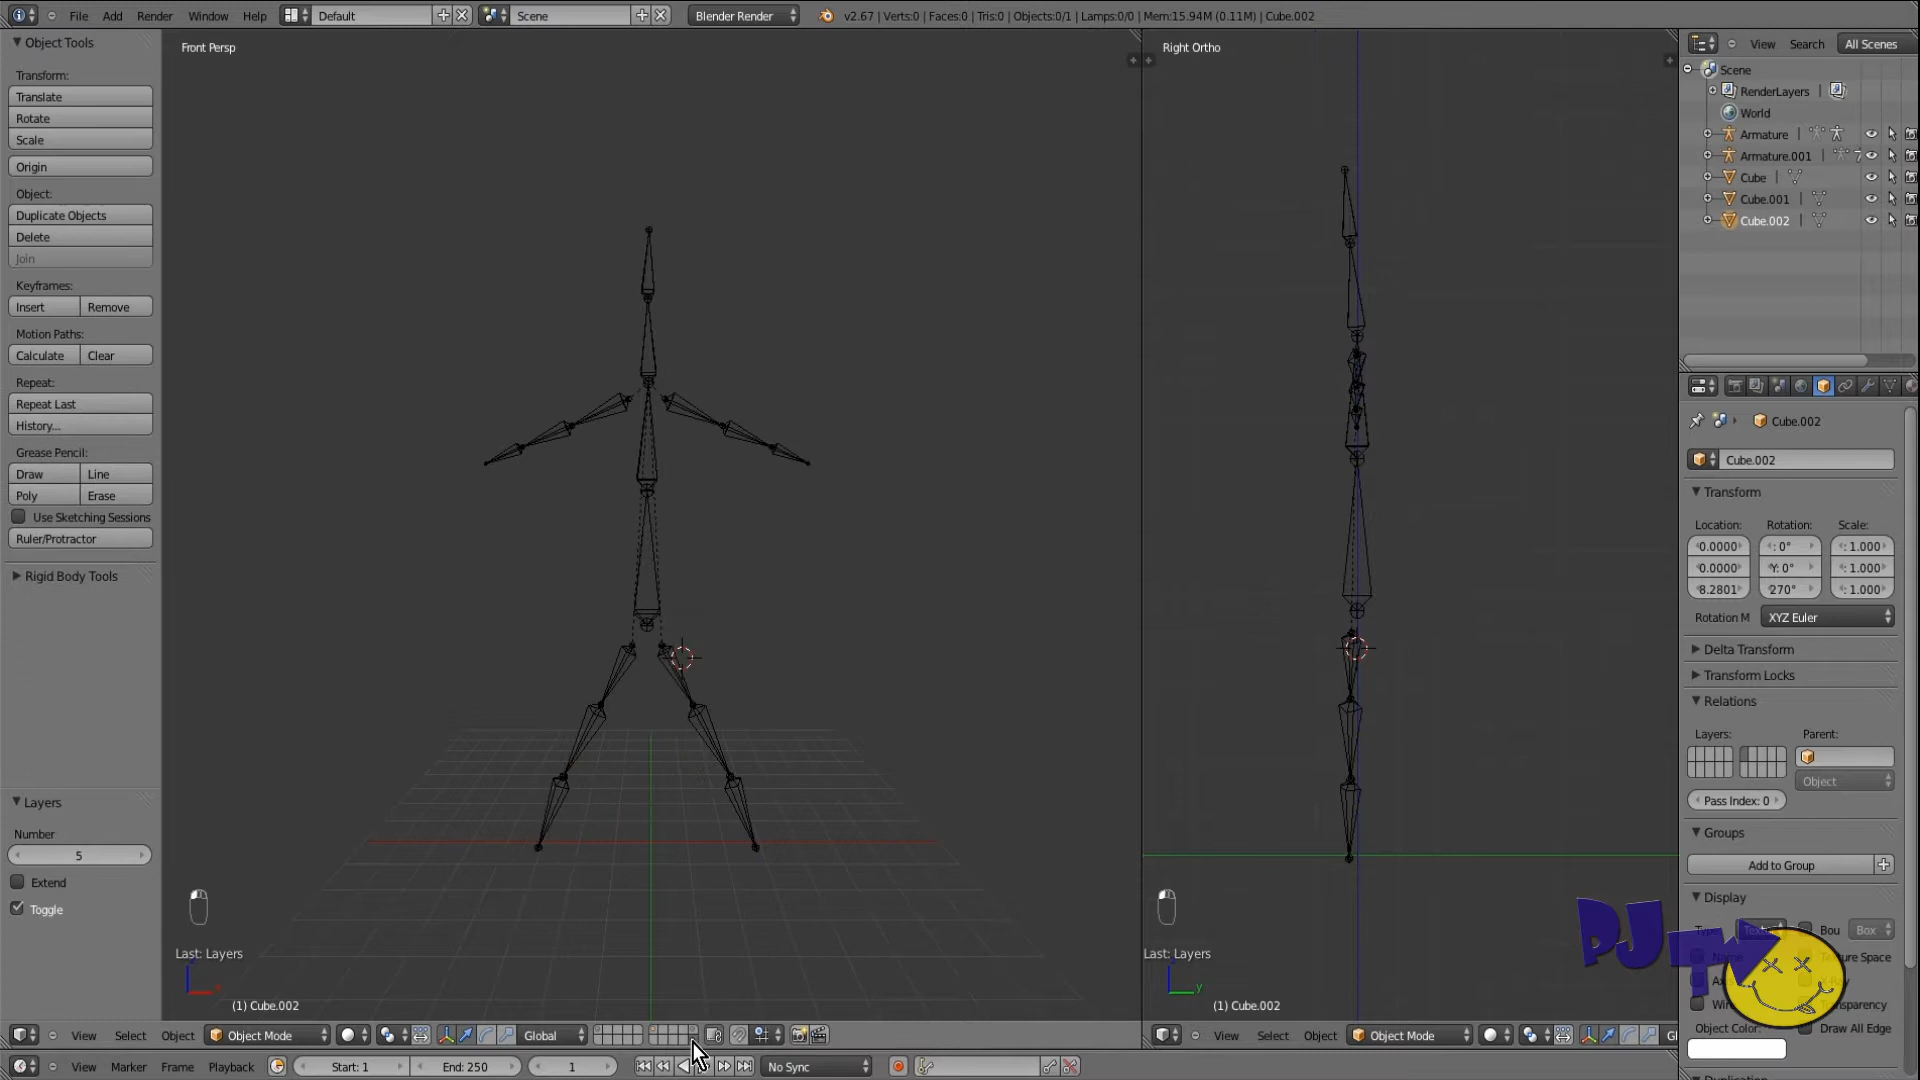 File Add Render Window Help Default Scene Blender Render v2.67 | Verts:0 | Faces:0 | Tris:0 | Objects:0/1 | Lamps:0/0 | Mem:15.94M (0.11M) | Cube.002
Object Tools
Transform:
Translate
Rotate
Scale
Origin
Object:
Duplicate Objects
Delete
Join
Keyframes:
Insert Remove
Motion Paths:
Calculate Clear
Repeat:
Repeat Last
History...
Grease Pencil:
Draw Line
Poly Erase
Use Sketching Sessions
Ruler/Protractor
Rigid Body Tools
Layers
Number
5
Extend
Toggle
Front Persp
Last: Layers
(1) Cube.002
Right Ortho
Last: Layers
y
(1) Cube.002
View Search All Scenes
Scene
RenderLayers
World
Armature
Armature.001
Cube
Cube.001
Cube.002
Cube.002
Cube.002
Transform
Location: Rotation: Scale:
0.0000 : 0° : 1.000
0.0000 Y: 0° : 1.000
8.2801 270° : 1.000
Rotation M XYZ Euler
Delta Transform
Transform Locks
Relations
Layers: Parent:
Object
Pass Index: 0
Groups
Add to Group
Display
Bou Box
PJTV
Texture Space
Transparency
Object Color: Draw All Edge
View Select Object Object Mode Global
View Select Object Object Mode Gl
View Marker Frame Playback Start: 1 End: 250 1 No Sync